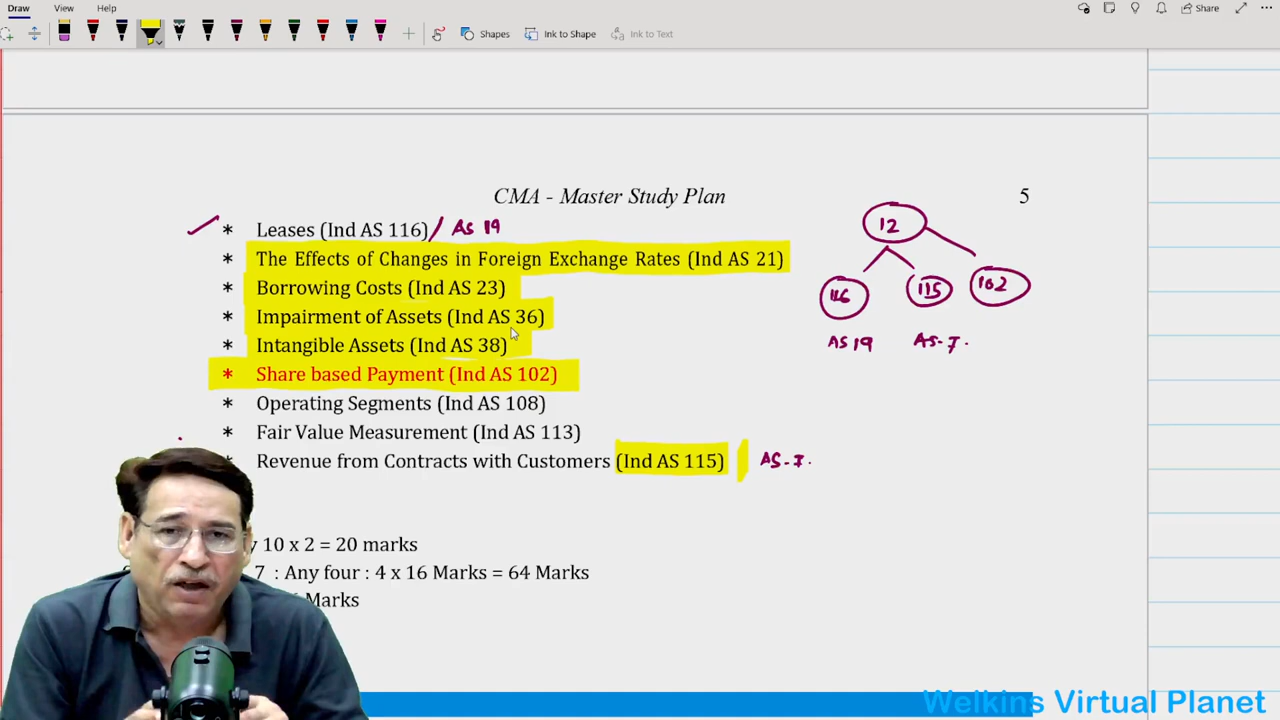 Draw View Help
Shapes Ink to Shape Ink to Text Share
CMA - Master Study Plan 5
* Leases (Ind AS 116) / AS 19
* The Effects of Changes in Foreign Exchange Rates (Ind AS 21)
* Borrowing Costs (Ind AS 23)
* Impairment of Assets (Ind AS 36)
* Intangible Assets (Ind AS 38)
* Share based Payment (Ind AS 102)
* Operating Segments (Ind AS 108)
* Fair Value Measurement (Ind AS 113)
Revenue from Contracts with Customers (Ind AS 115) AS-7.
12
116 115 102
AS 19 AS-7.
y 10 x 2 = 20 marks
7 : Any four : 4 x 16 Marks = 64 Marks
Marks
Welkins Virtual Planet